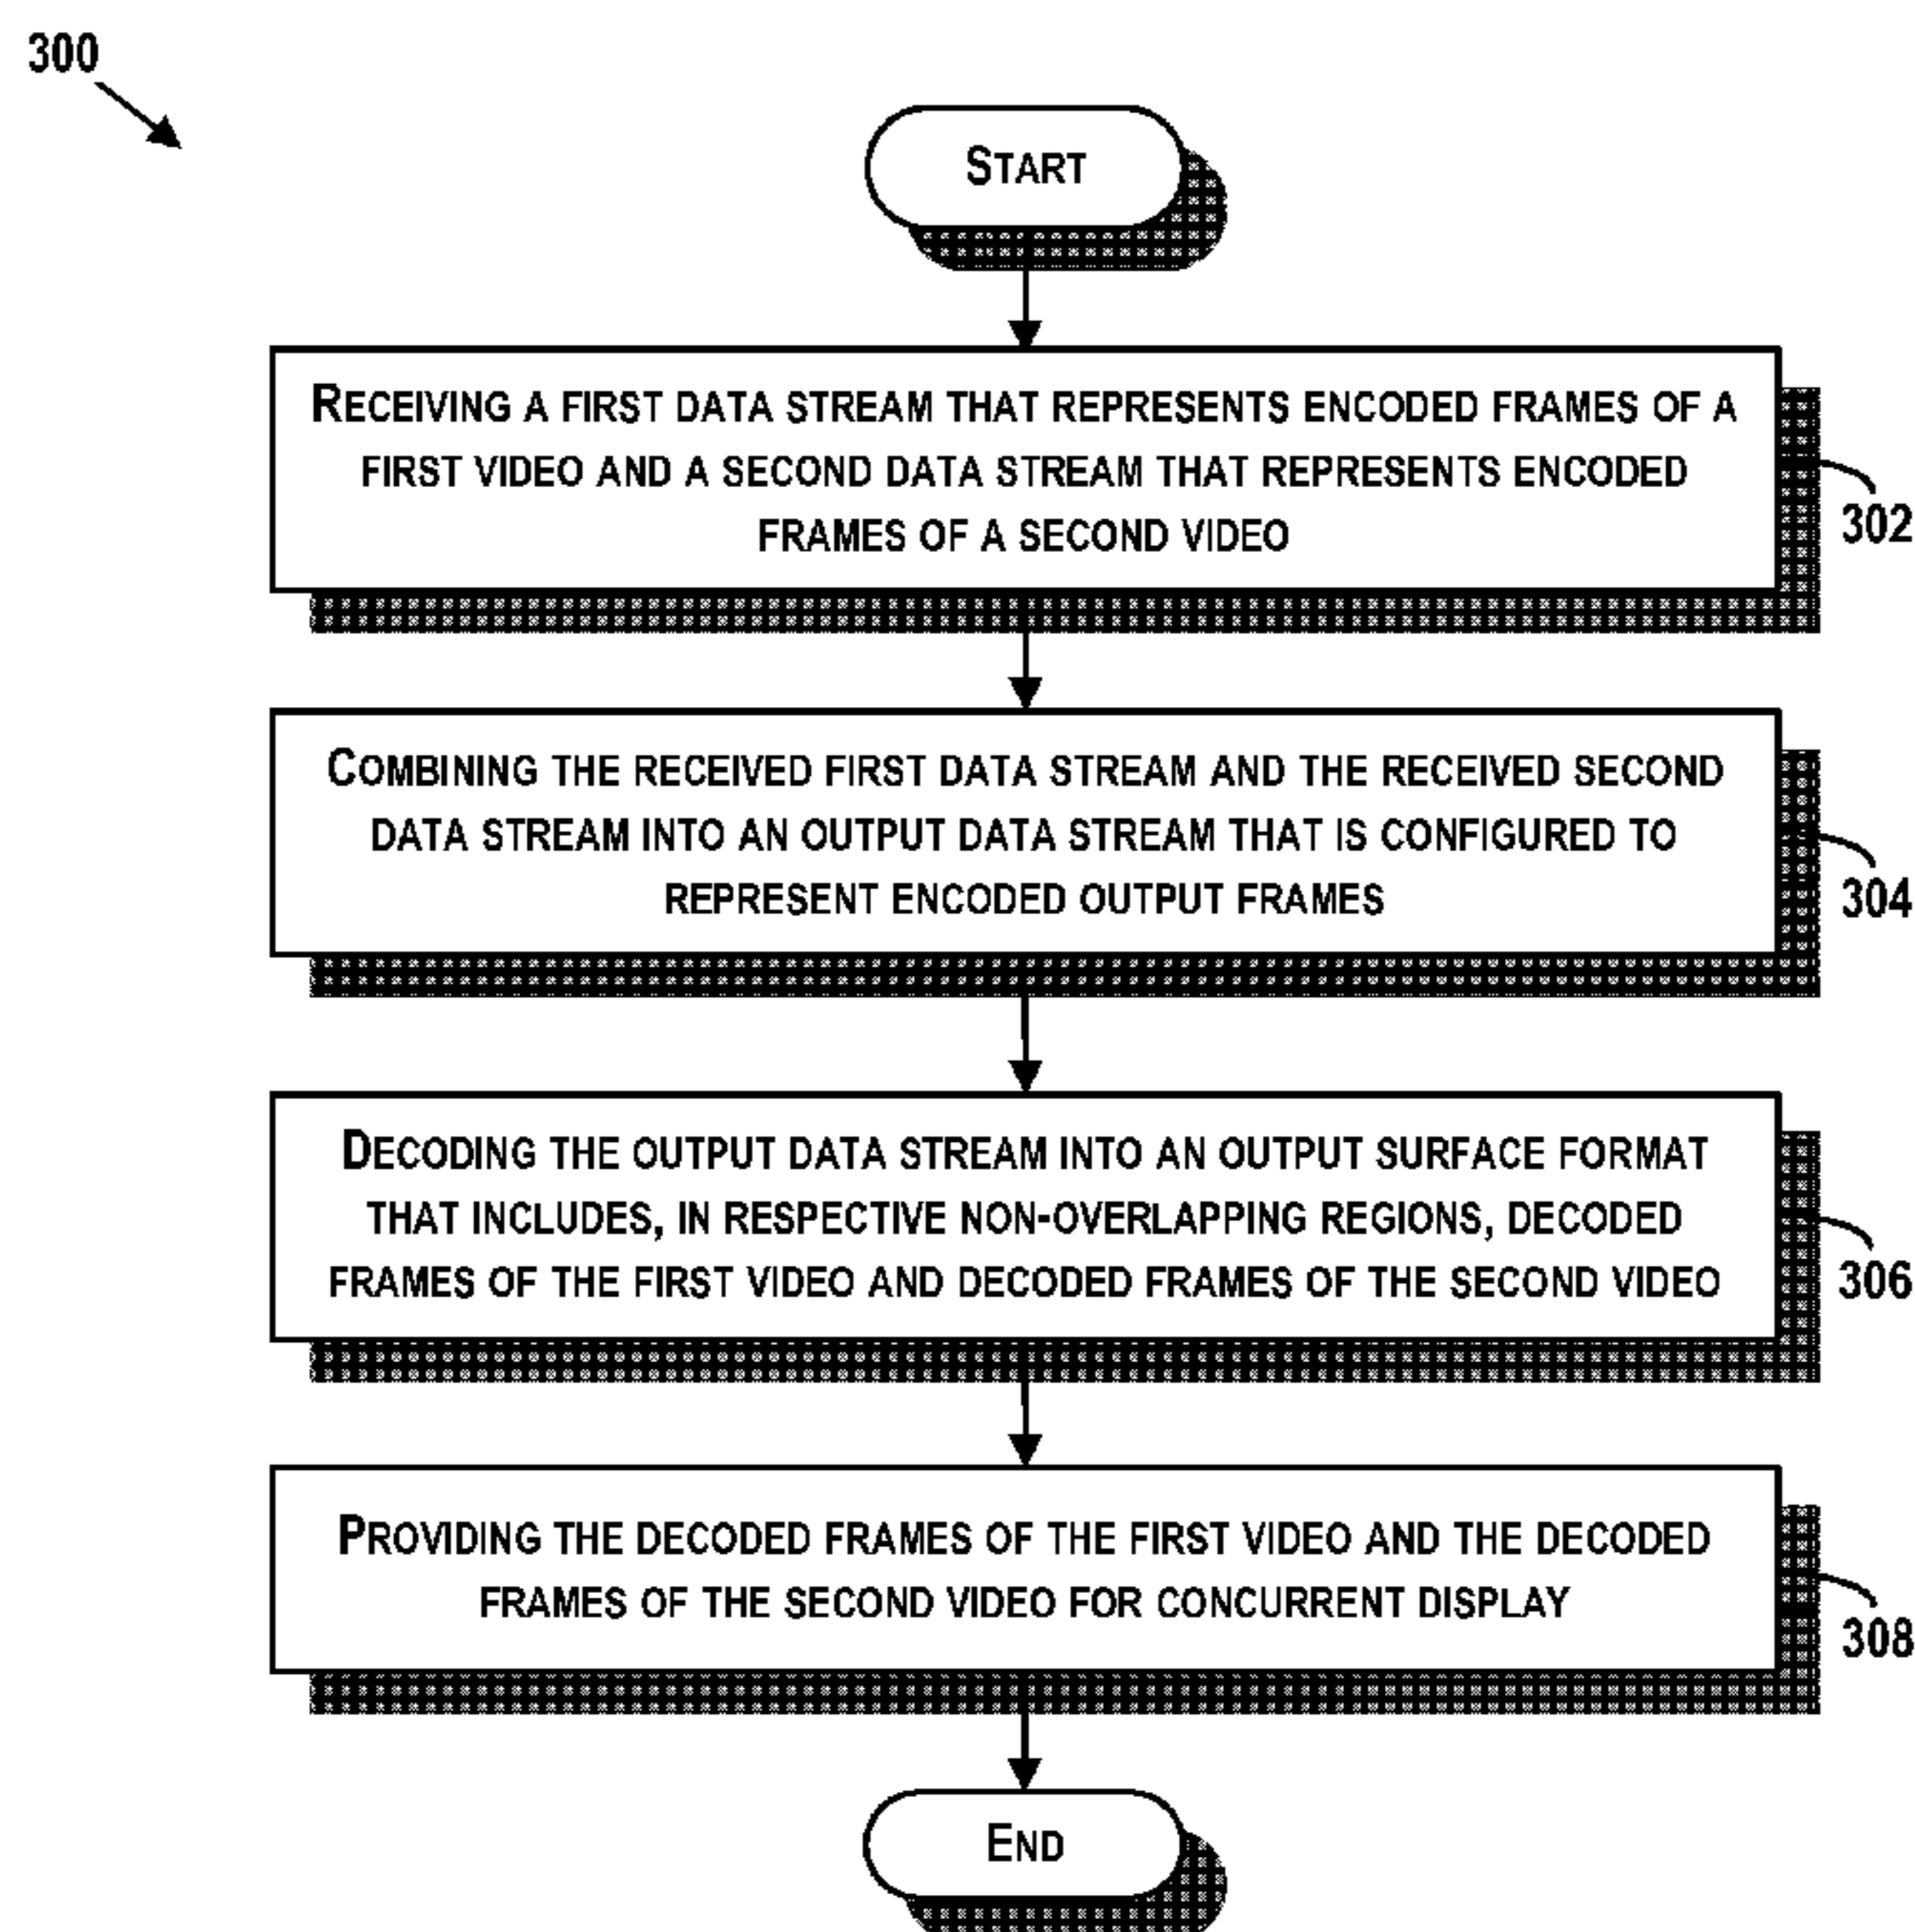 300
START
RECEIVING A FIRST DATA STREAM THAT REPRESENTS ENCODED FRAMES OF A
FIRST VIDEO AND A SECOND DATA STREAM THAT REPRESENTS ENCODED
FRAMES OF A SECOND VIDEO
302
COMBINING THE RECEIVED FIRST DATA STREAM AND THE RECEIVED SECOND
DATA STREAM INTO AN OUTPUT DATA STREAM THAT IS CONFIGURED TO
REPRESENT ENCODED OUTPUT FRAMES
304
DECODING THE OUTPUT DATA STREAM INTO AN OUTPUT SURFACE FORMAT
THAT INCLUDES, IN RESPECTIVE NON-OVERLAPPING REGIONS, DECODED
FRAMES OF THE FIRST VIDEO AND DECODED FRAMES OF THE SECOND VIDEO
306
PROVIDING THE DECODED FRAMES OF THE FIRST VIDEO AND THE DECODED
FRAMES OF THE SECOND VIDEO FOR CONCURRENT DISPLAY
308
END